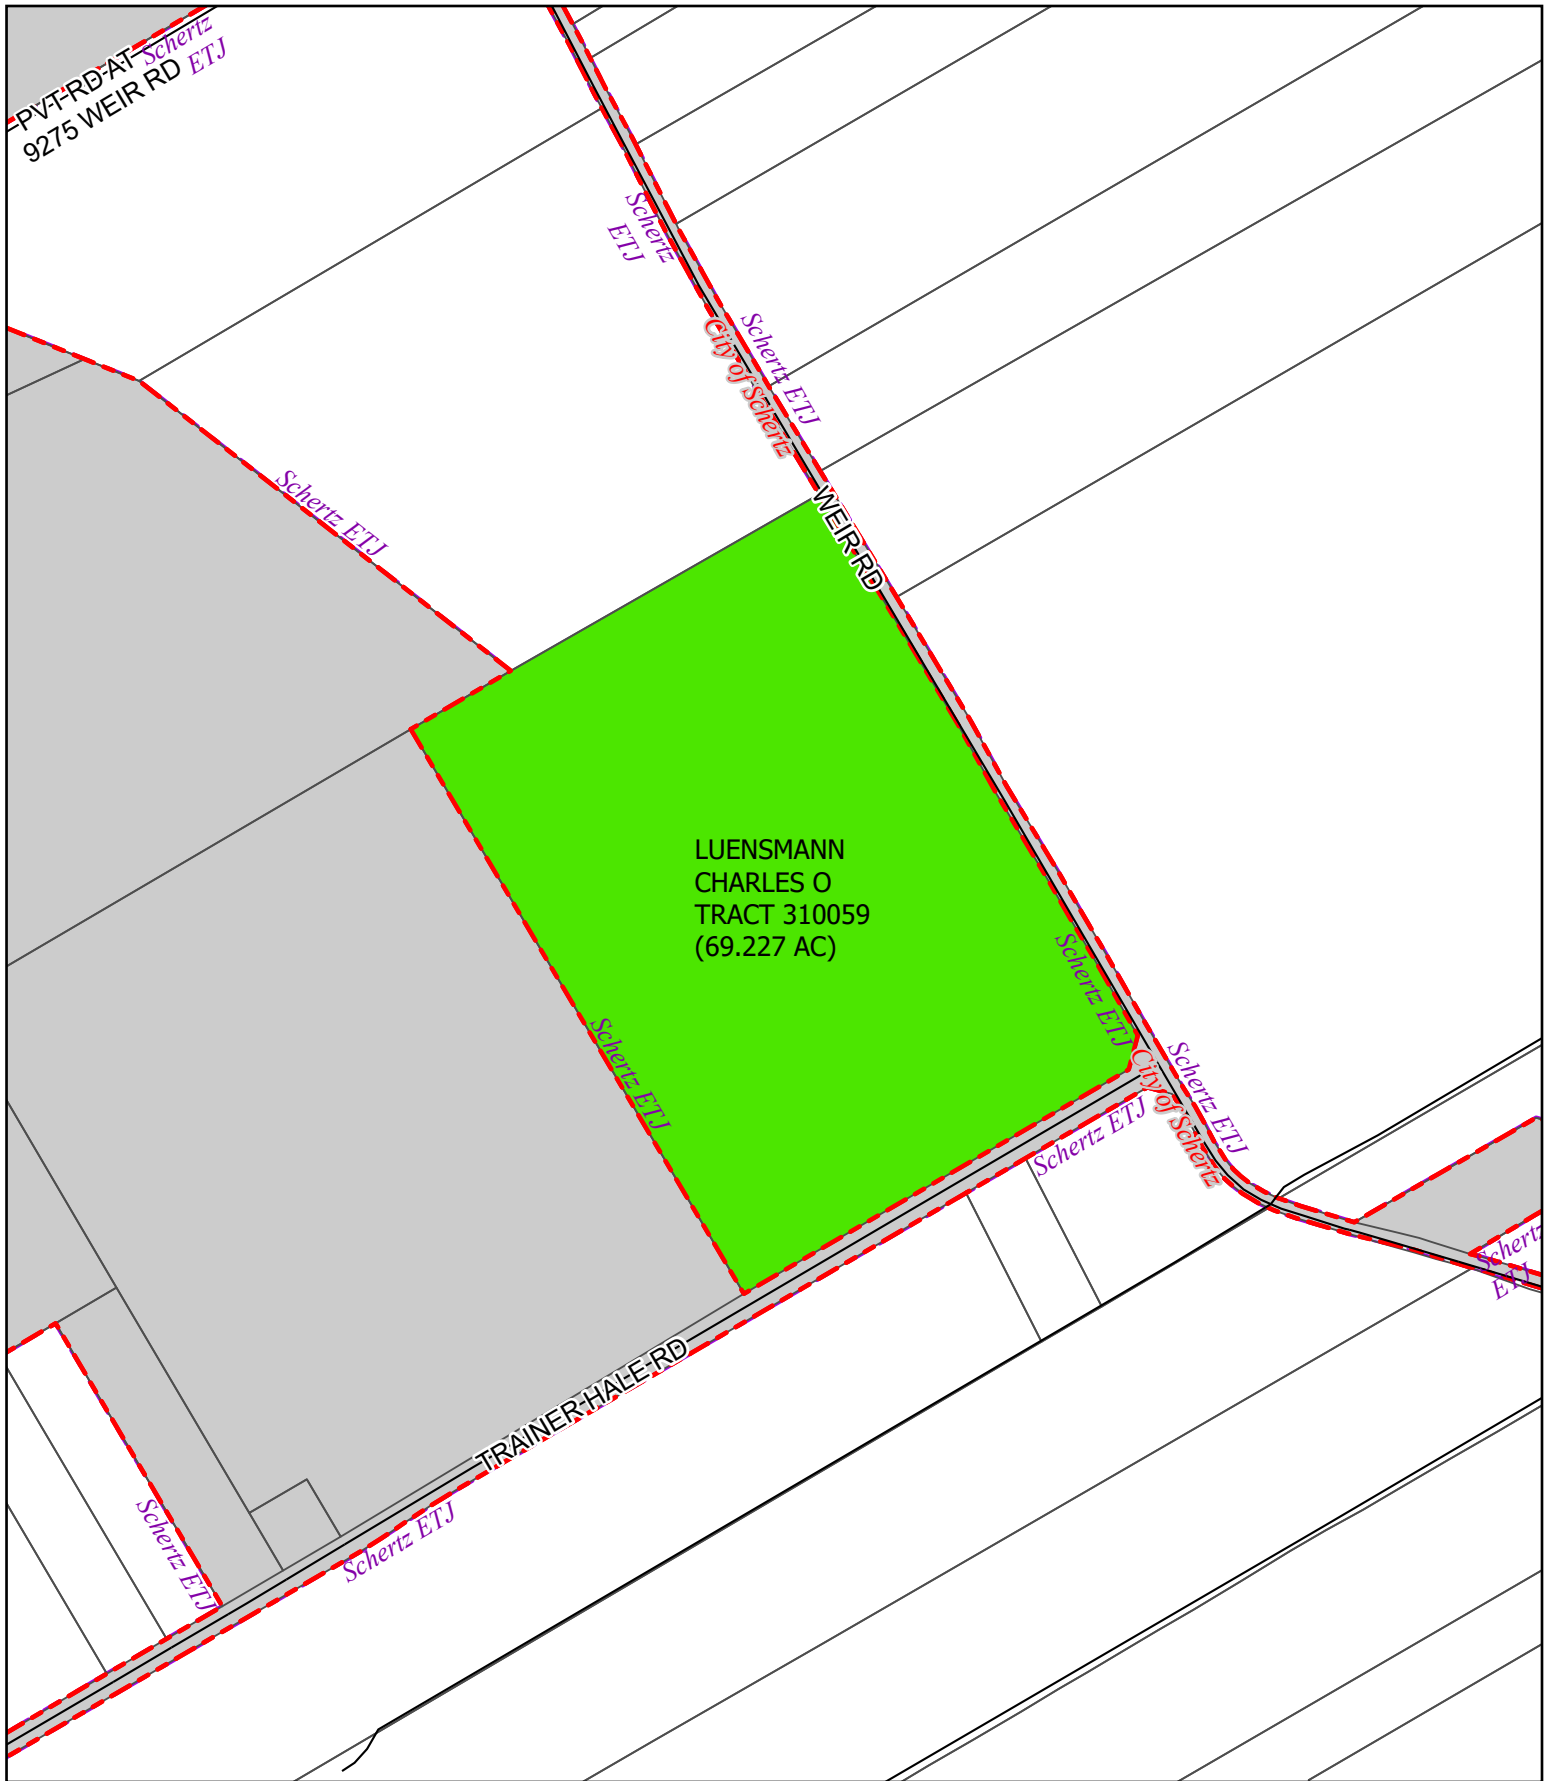 Schertz
ETJ
PVT RD AT
9275 WEIR RD
Schertz
ETJ
Schertz ETJ
City of Schertz
Schertz ETJ
WEIR RD
LUENSMANN
CHARLES O
TRACT 310059
(69.227 AC)
Schertz ETJ
Schertz ETJ
Schertz ETJ
City of Schertz
Schertz ETJ
Schertz
ETJ
TRAINER HALE RD
Schertz ETJ
Schertz ETJ